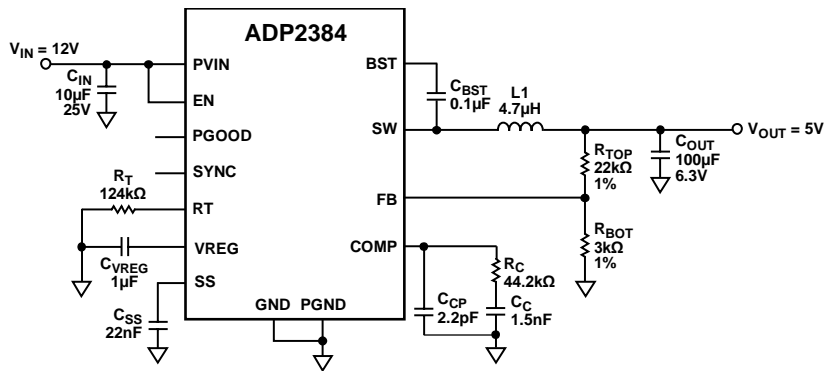 ADP2384
V_IN = 12V
C_IN
10µF
25V
PVIN
EN
PGOOD
SYNC
R_T
124kΩ
RT
VREG
C_VREG
1µF
SS
C_SS
22nF
GND PGND
BST
C_BST
0.1µF
SW
L1
4.7µH
V_OUT = 5V
C_OUT
100µF
6.3V
R_TOP
22kΩ
1%
FB
R_BOT
3kΩ
1%
COMP
R_C
44.2kΩ
C_CP
2.2pF
C_C
1.5nF